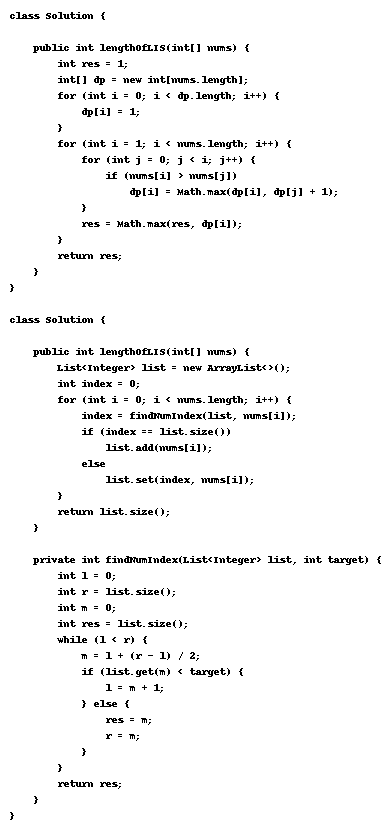 class Solution {
    public int lengthOfLIS(int[] nums) {
        int res = 1;
        int[] dp = new int[nums.length];
        for (int i = 0; i < dp.length; i++) {
            dp[i] = 1;
        }
        for (int i = 1; i < nums.length; i++) {
            for (int j = 0; j < i; j++) {
                if (nums[i] > nums[j])
                    dp[i] = Math.max(dp[i], dp[j] + 1);
            }
            res = Math.max(res, dp[i]);
        }
        return res;
    }
}
class Solution {
    public int lengthOfLIS(int[] nums) {
        List<Integer> list = new ArrayList<>();
        int index = 0;
        for (int i = 0; i < nums.length; i++) {
            index = findNumIndex(list, nums[i]);
            if (index == list.size())
                list.add(nums[i]);
            else
                list.set(index, nums[i]);
        }
        return list.size();
    }
    private int findNumIndex(List<Integer> list, int target) {
        int l = 0;
        int r = list.size();
        int m = 0;
        int res = list.size();
        while (l < r) {
            m = l + (r - l) / 2;
            if (list.get(m) < target) {
                l = m + 1;
            } else {
                res = m;
                r = m;
            }
        }
        return res;
    }
}